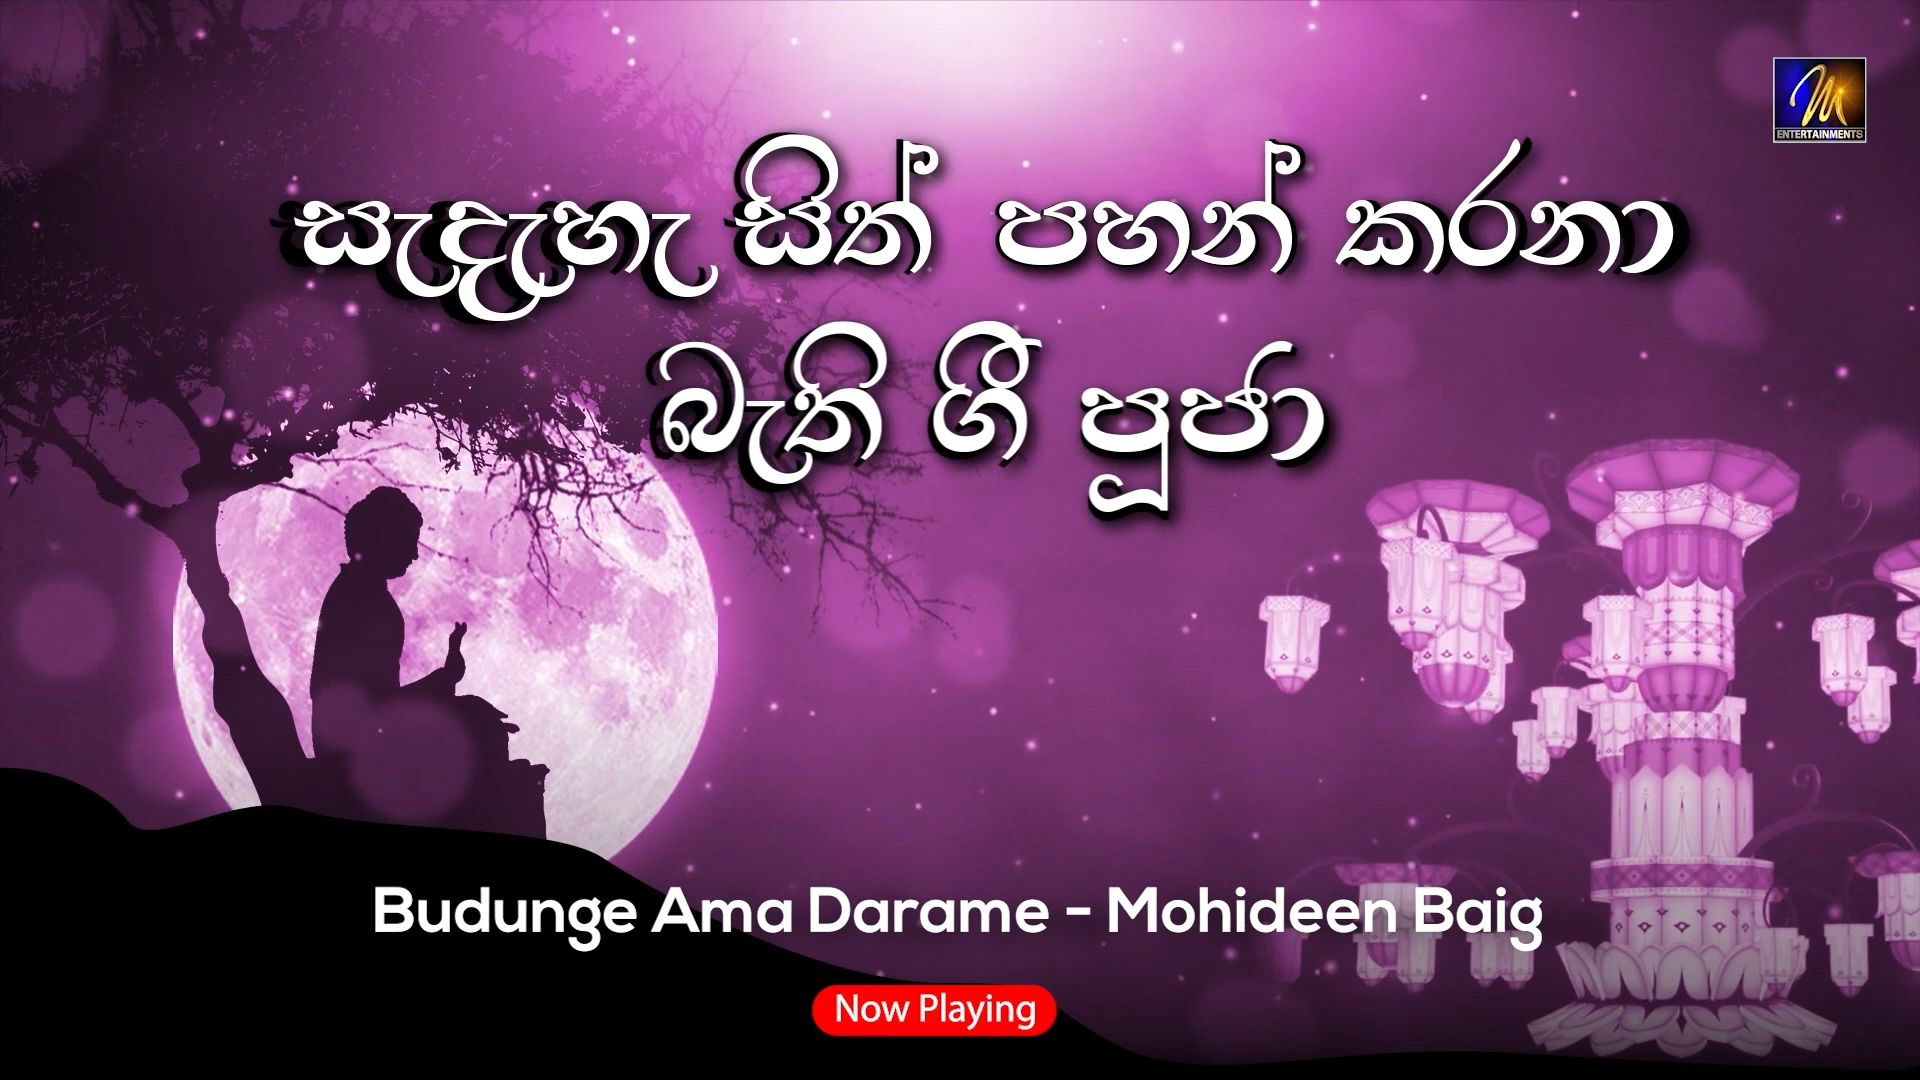 සැදැහැ සිත් පහන් කරනා
බැති ගී පූජා
M
ENTERTAINMENTS
Budunge Ama Darame - Mohideen Baig
Now Playing